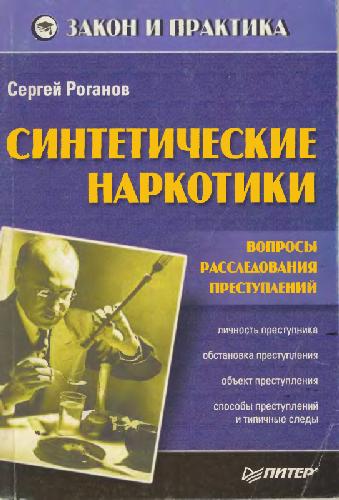 ЗАКОН И ПРАКТИКА
Сергей Роганов
СИНТЕТИЧЕСКИЕ
НАРКОТИКИ
ВОПРОСЫ
РАССЛЕДОВАНИЯ
ПРЕСТУПЛЕНИЙ
личность преступника
обстановка преступления
объект преступления
способы преступлений
и типичные следы
ПИТЕР